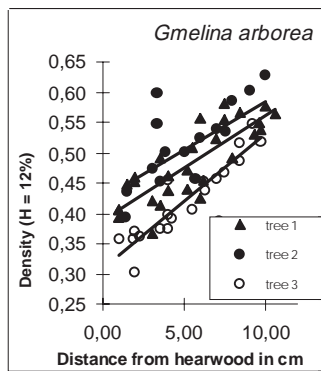 Gmelina arborea
0,65
0,60
0,55
0,50
0,45
0,40
0,35
0,30
0,25
Density (H = 12%)
0,00 5,00 10,00
Distance from hearwood in cm
tree 1
tree 2
tree 3